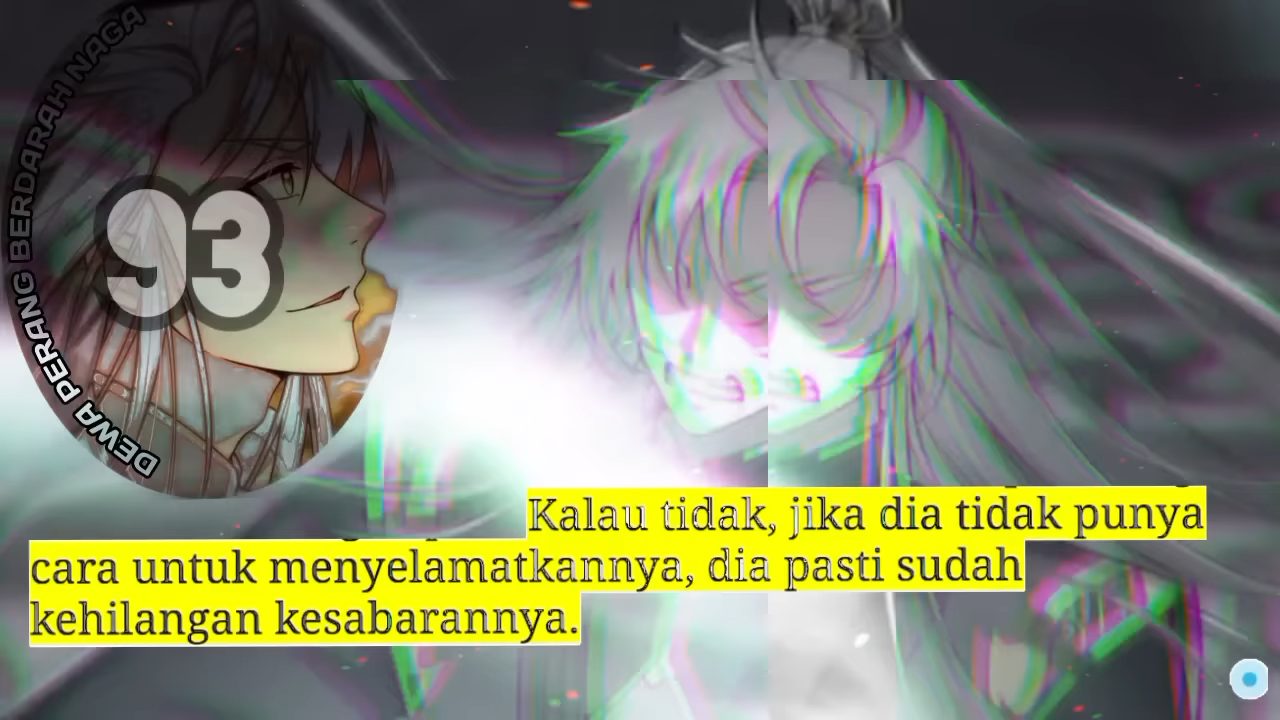 DEWA PERANG BERDARAH NAGA
93
Kalau tidak, jika dia tidak punya
cara untuk menyelamatkannya, dia pasti sudah
kehilangan kesabarannya.